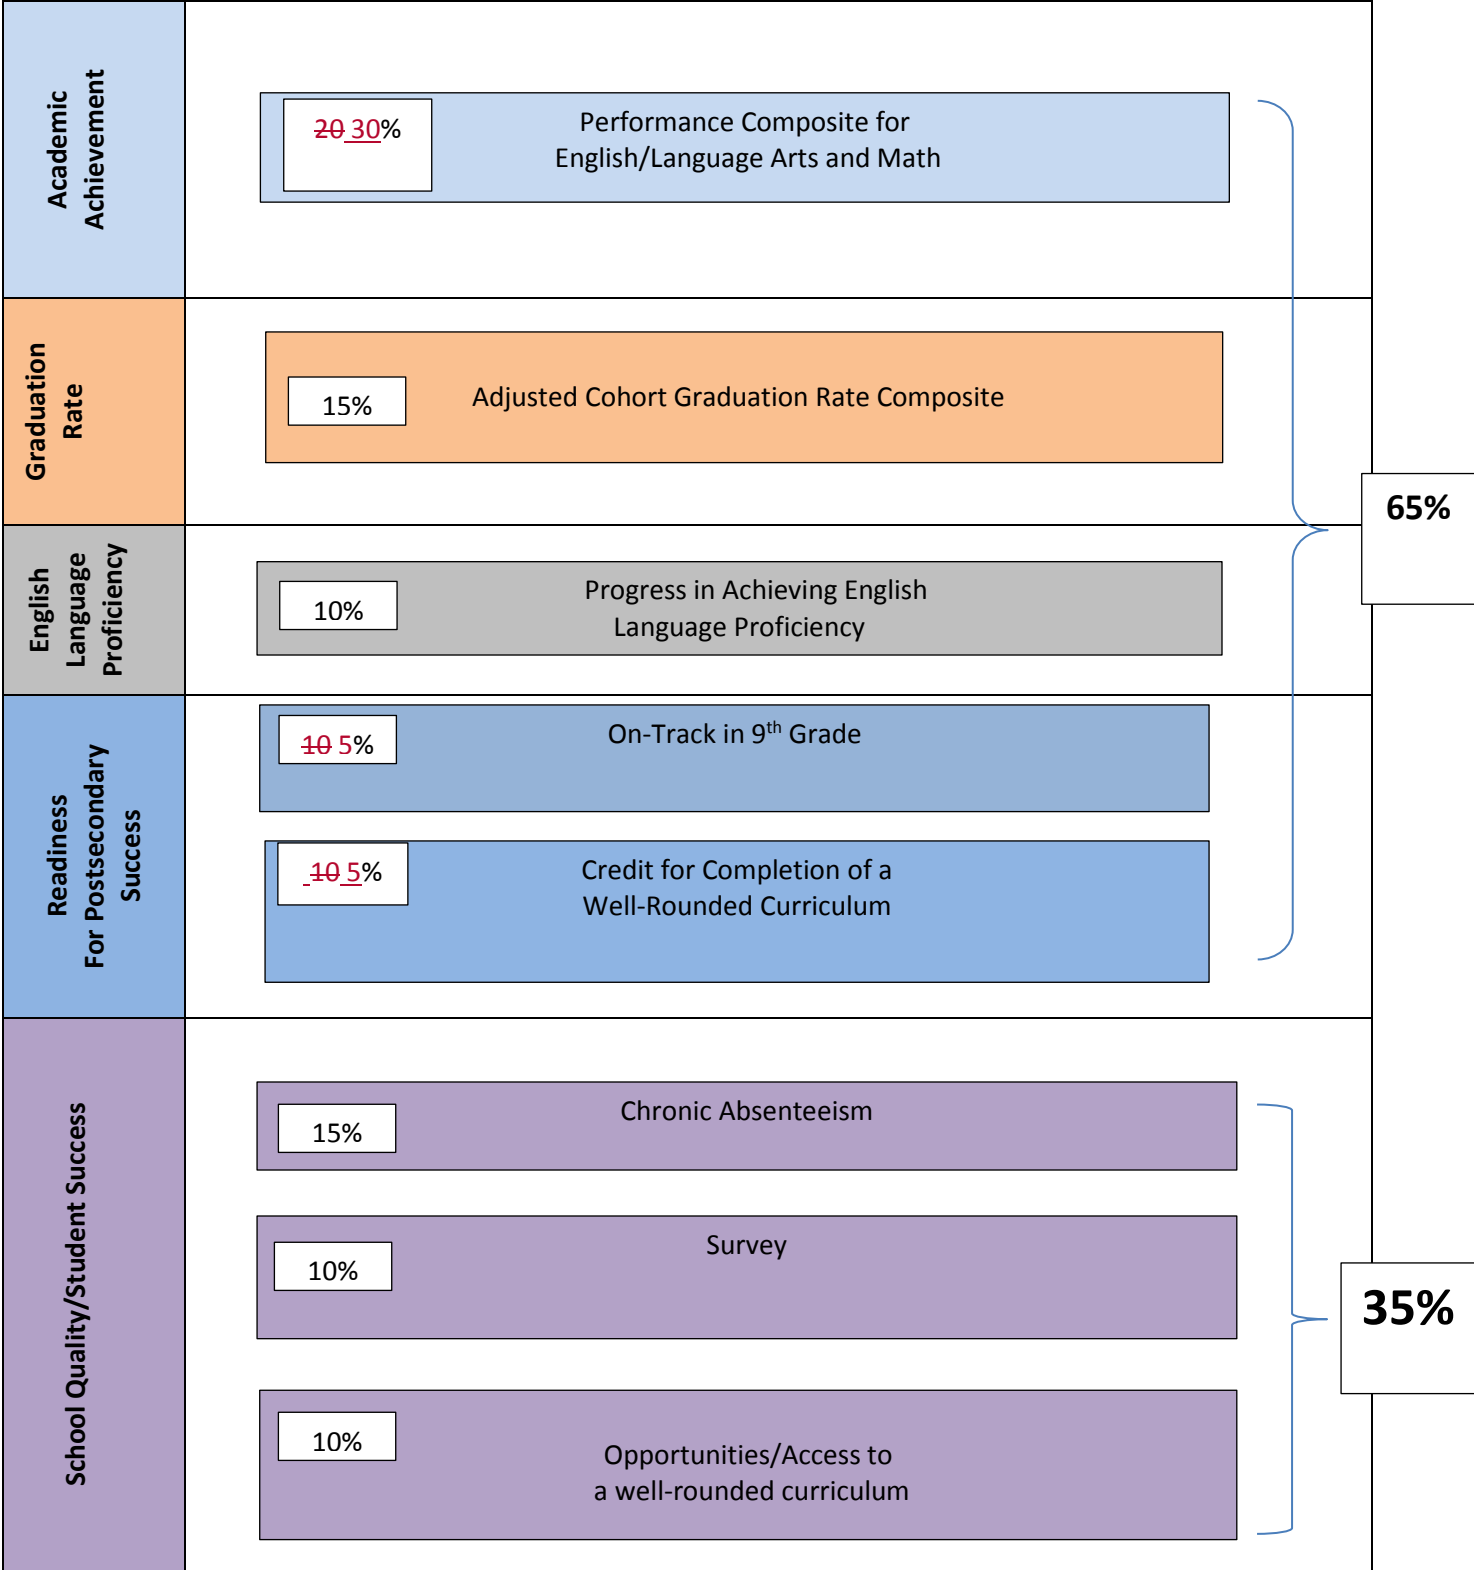 Academic
Achievement
20 30%
Performance Composite for
English/Language Arts and Math
Graduation
Rate
15%
Adjusted Cohort Graduation Rate Composite
65%
English
Language
Proficiency
10%
Progress in Achieving English
Language Proficiency
Readiness
For Postsecondary
Success
10 5%
On-Track in 9th Grade
10 5%
Credit for Completion of a
Well-Rounded Curriculum
School Quality/Student Success
15%
Chronic Absenteeism
10%
Survey
35%
10%
Opportunities/Access to
a well-rounded curriculum